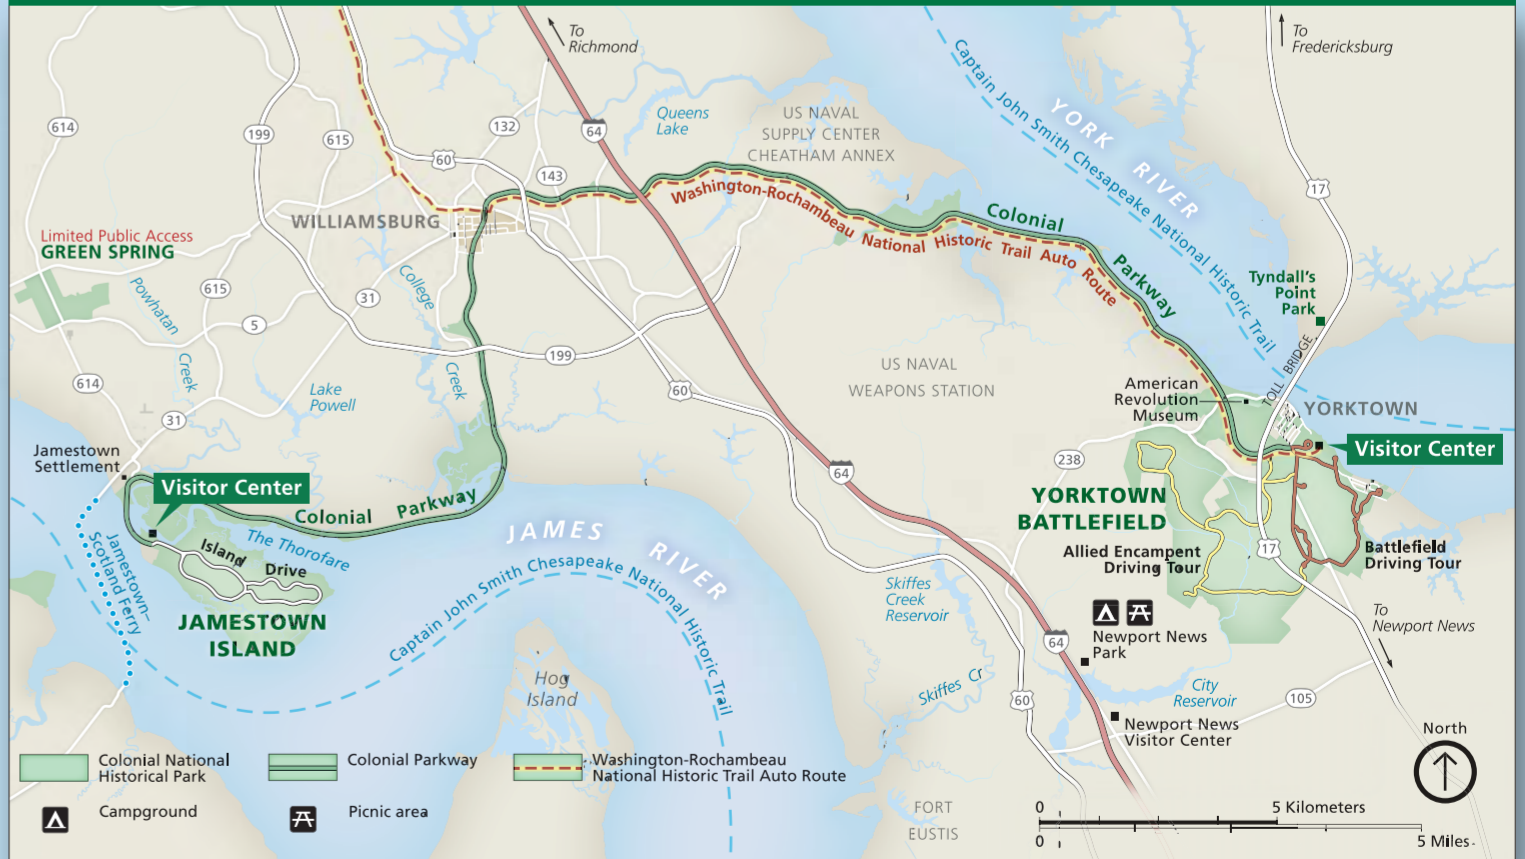 To
Richmond
To
Fredericksburg
Captain John Smith Chesapeake National Historic Trail
YORK RIVER
614
199
615
132
60
64
143
Queens
Lake
US NAVAL
SUPPLY CENTER
CHEATHAM ANNEX
17
WILLIAMSBURG
Washington-Rochambeau National Historic Trail Auto Route
Colonial Parkway
Limited Public Access
GREEN SPRING
Powhatan
Creek
615
5
31
College
Creek
199
60
Tyndall's
Point
Park
TOLL BRIDGE
US NAVAL
WEAPONS STATION
614
Lake
Powell
31
American
Revolution
Museum
YORKTOWN
Visitor Center
Jamestown
Settlement
Visitor Center
Colonial Parkway
64
238
YORKTOWN
BATTLEFIELD
Allied Encampent
Driving Tour
17
Battlefield
Driving Tour
The Thorofare
Island Drive
JAMESTOWN
ISLAND
Jamestown–
Scotland Ferry
JAMES RIVER
Captain John Smith Chesapeake National Historic Trail
Skiffes
Creek
Reservoir
To
Newport News
Newport News
Park
64
Hog
Island
Skiffes Cr
60
City
Reservoir
105
Newport News
Visitor Center
North
Colonial National
Historical Park
Colonial Parkway
Washington-Rochambeau
National Historic Trail Auto Route
Campground
Picnic area
FORT
EUSTIS
0
5 Kilometers
0
5 Miles